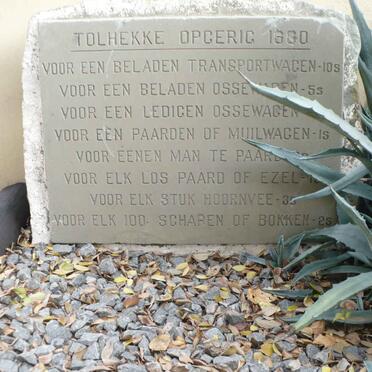 TOLHEKKE OPGERIG 1630
VOOR EEN BELADEN TRANSPORTWAGEN-10s
VOOR EEN BELADEN OSSEWAGEN-5s
VOOR EEN LEDIGEN OSSEWAGEN
VOOR EEN PAARDEN OF MUILWAGEN-1s
VOOR EENEN MAN TE PAARD
VOOR ELK LOS PAARD OF EZEL-
VOOR ELK STUK HOORNVEE-3
VOOR ELK 100 SCHAPEN OF BOKKEN-2s